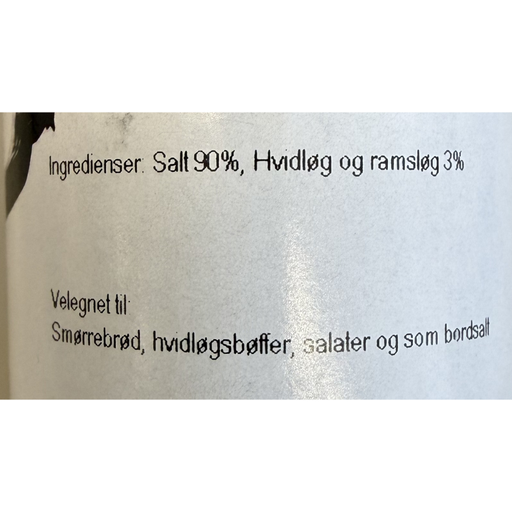 Ingredienser: Salt 90%, Hvidløg og ramsløg 3%
Velegnet til:
Smørrebrød, hvidløgsbøffer, salater og som bordsalt